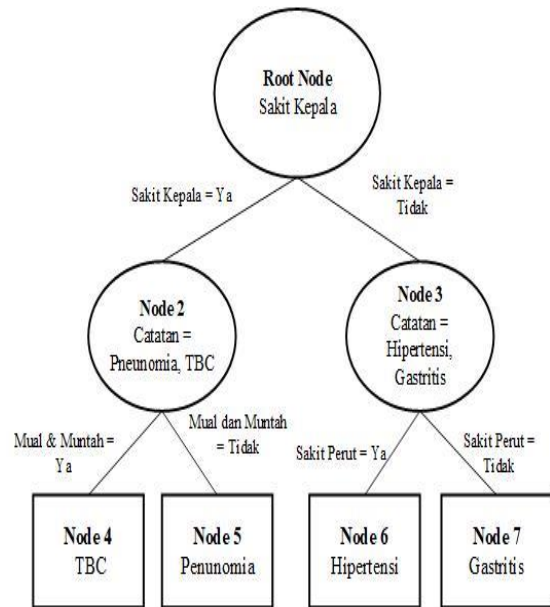 Root Node
Sakit Kepala
Sakit Kepala = Ya
Sakit Kepala =
Tidak
Node 2
Catatan =
Pneunomia, TBC
Node 3
Catatan =
Hipertensi,
Gastritis
Mual & Muntah =
Ya
Mual dan Muntah
= Tidak
Sakit Perut = Ya
Sakit Perut =
Tidak
Node 4
TBC
Node 5
Penunomia
Node 6
Hipertensi
Node 7
Gastritis